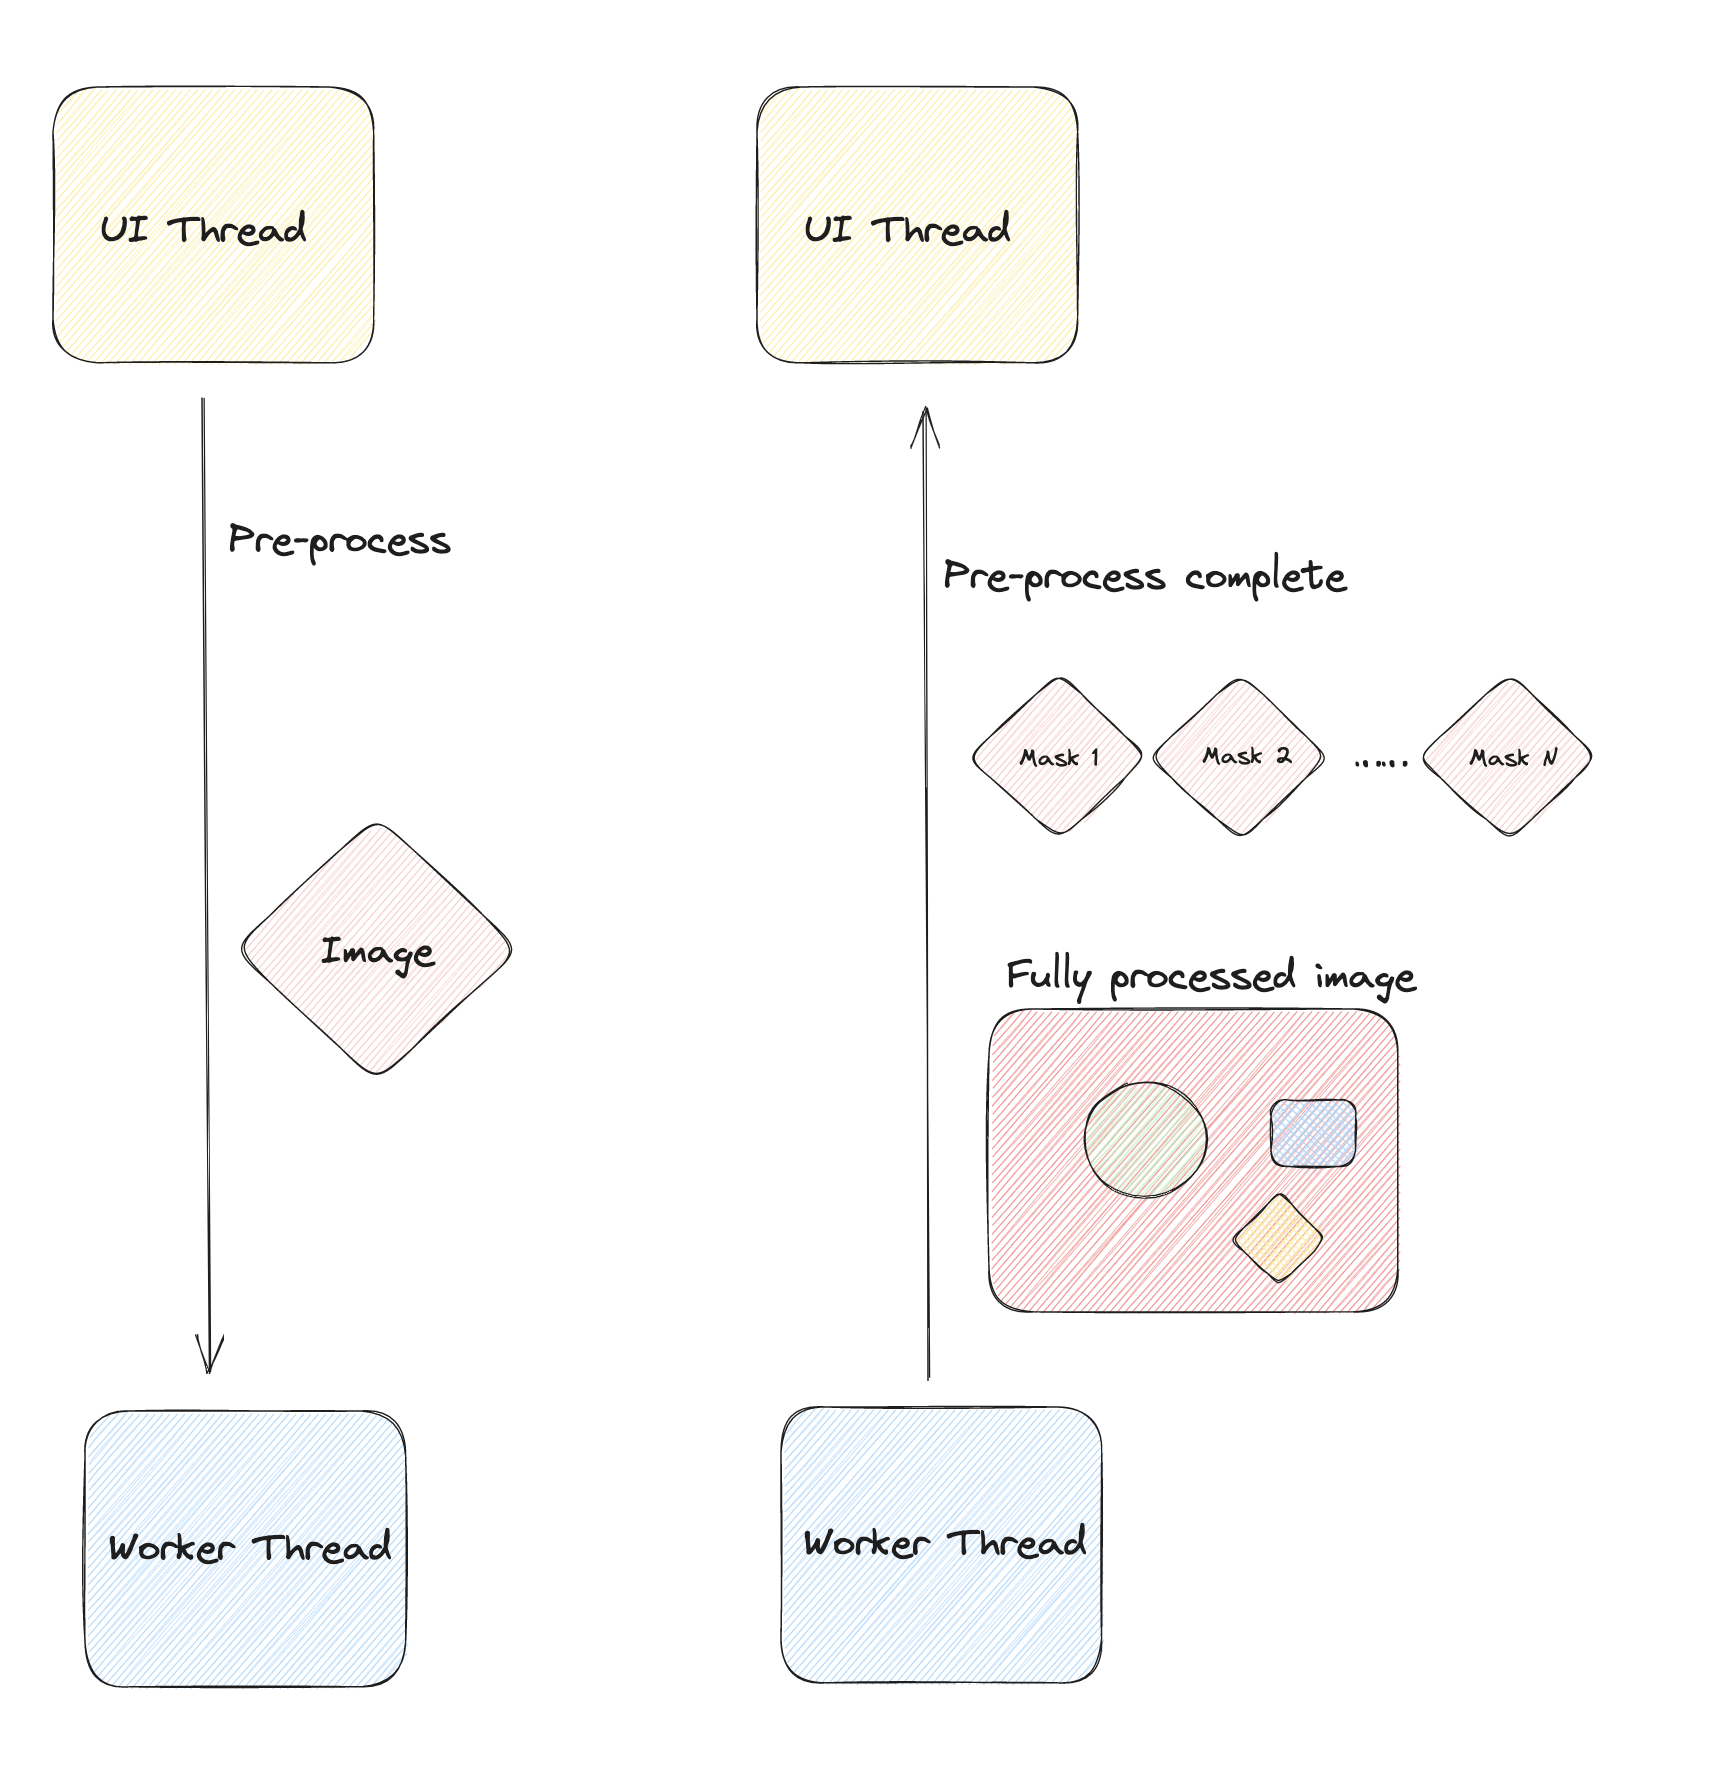 UI Thread
Pre-process
Image
Worker Thread
UI Thread
Pre-process complete
Mask 1
Mask 2
......
Mask N
Fully processed image
Worker Thread